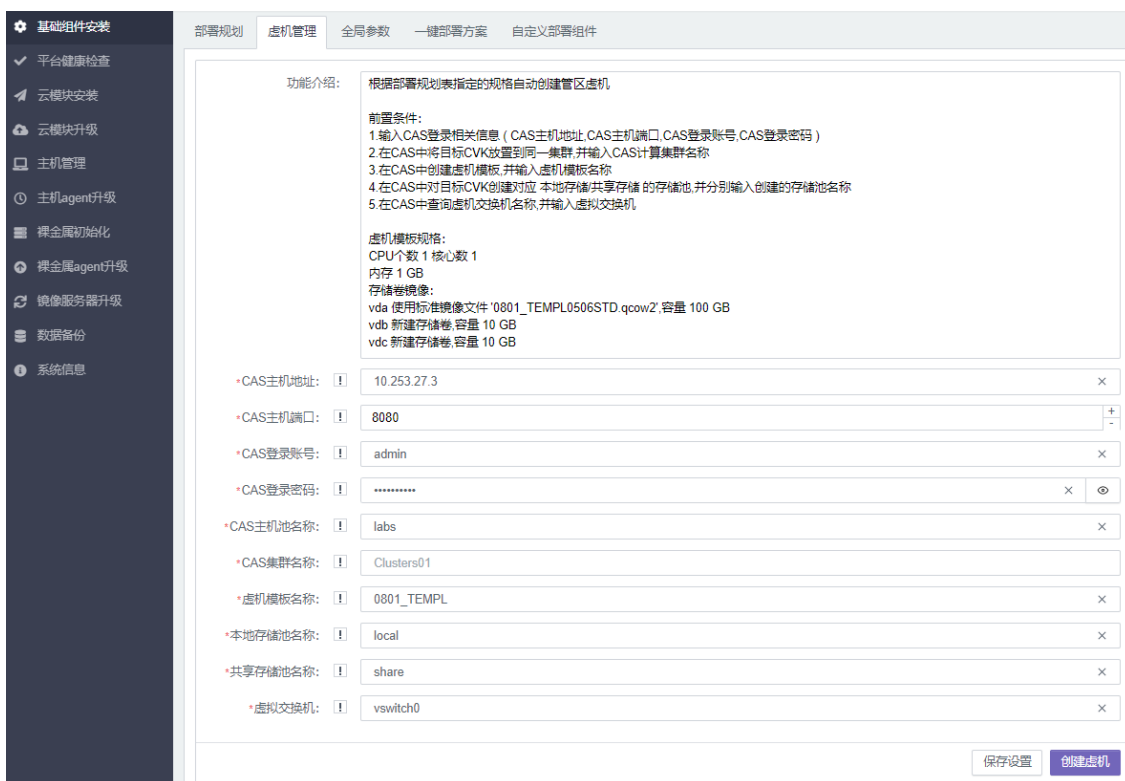 基础组件安装
平台健康检查
云模块安装
云模块升级
主机管理
主机agent升级
裸金属初始化
裸金属agent升级
镜像服务器升级
数据备份
系统信息
部署规划 虚机管理 全局参数 一键部署方案 自定义部署组件
功能介绍:
根据部署规划表指定的规格自动创建管区虚机
前置条件:
1.输入CAS登录相关信息 ( CAS主机地址,CAS主机端口,CAS登录账号,CAS登录密码 )
2.在CAS中将目标CVK放置到同一集群,并输入CAS计算集群名称
3.在CAS中创建虚机模板,并输入虚机模板名称
4.在CAS中对目标CVK创建对应 本地存储/共享存储 的存储池,并分别输入创建的存储池名称
5.在CAS中查询虚机交换机名称,并输入虚拟交换机
虚机模板规格:
CPU个数 1 核心数 1
内存 1 GB
存储卷镜像:
vda 使用标准镜像文件 '0801_TEMPL0506STD.qcow2',容量 100 GB
vdb 新建存储卷,容量 10 GB
vdc 新建存储卷,容量 10 GB
*CAS主机地址: ! 10.253.27.3
*CAS主机端口: ! 8080 + -
*CAS登录账号: ! admin
*CAS登录密码: ! ••••••••••
*CAS主机池名称: ! labs
*CAS集群名称: ! Clusters01
*虚机模板名称: ! 0801_TEMPL
*本地存储池名称: ! local
*共享存储池名称: ! share
*虚拟交换机: ! vswitch0
保存设置 创建虚机